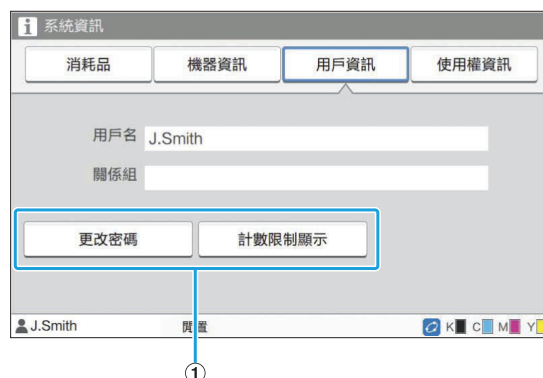 系統資訊
消耗品 機器資訊 用戶資訊 使用權資訊
用戶名 J.Smith
關係組
更改密碼 計數限制顯示
J.Smith 閒置 K C M Y
①